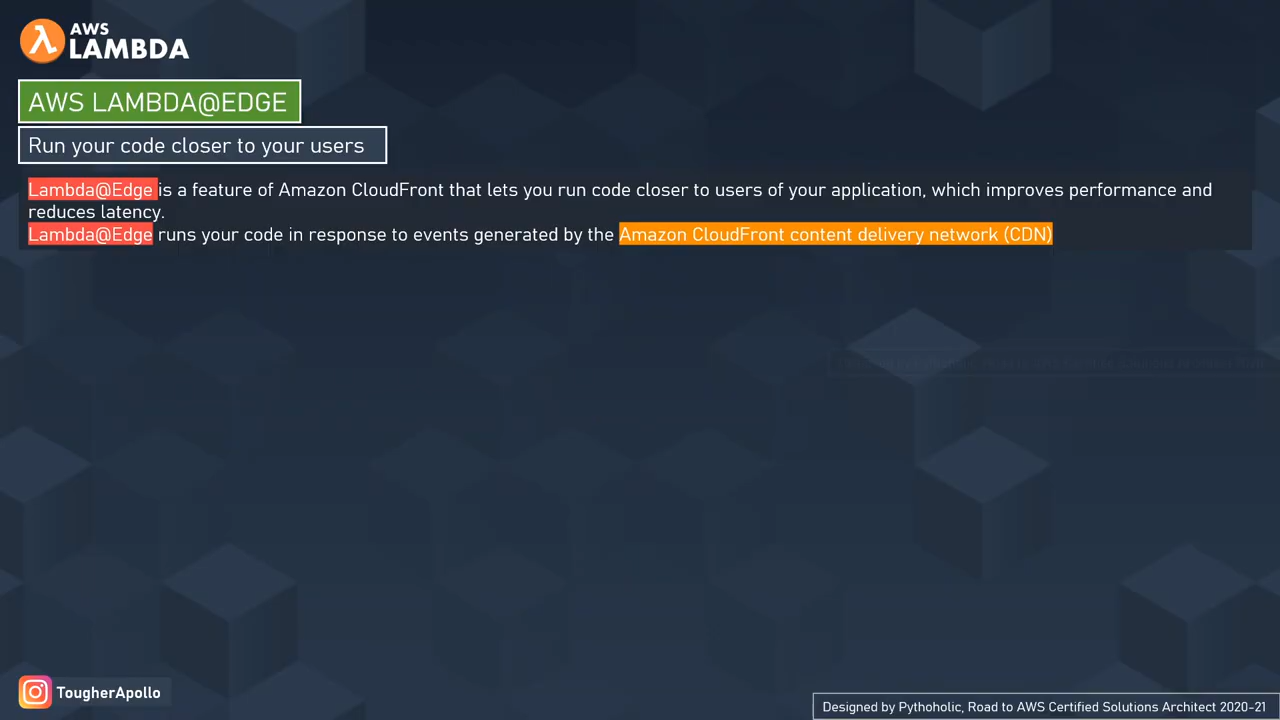 AWS
LAMBDA
AWS LAMBDA@EDGE
Run your code closer to your users
Lambda@Edge is a feature of Amazon CloudFront that lets you run code closer to users of your application, which improves performance and
reduces latency.
Lambda@Edge runs your code in response to events generated by the Amazon CloudFront content delivery network (CDN)
TougherApollo
Designed by Pythoholic, Road to AWS Certified Solutions Architect 2020-21